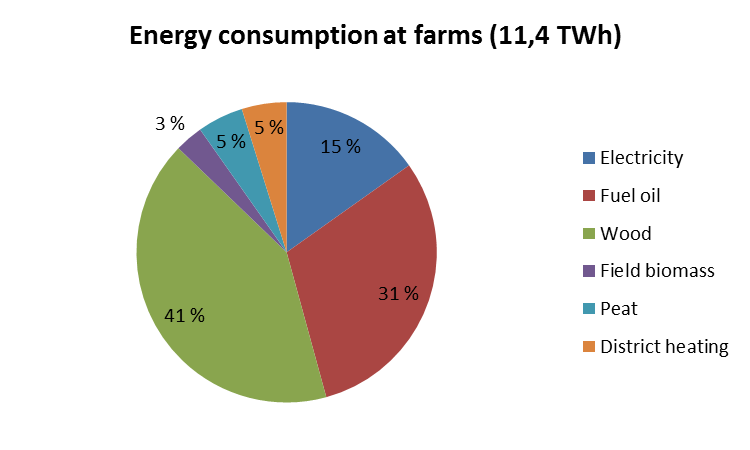 Energy consumption at farms (11,4 TWh)
3 %
5 %
5 %
15 %
31 %
41 %
Electricity
Fuel oil
Wood
Field biomass
Peat
District heating